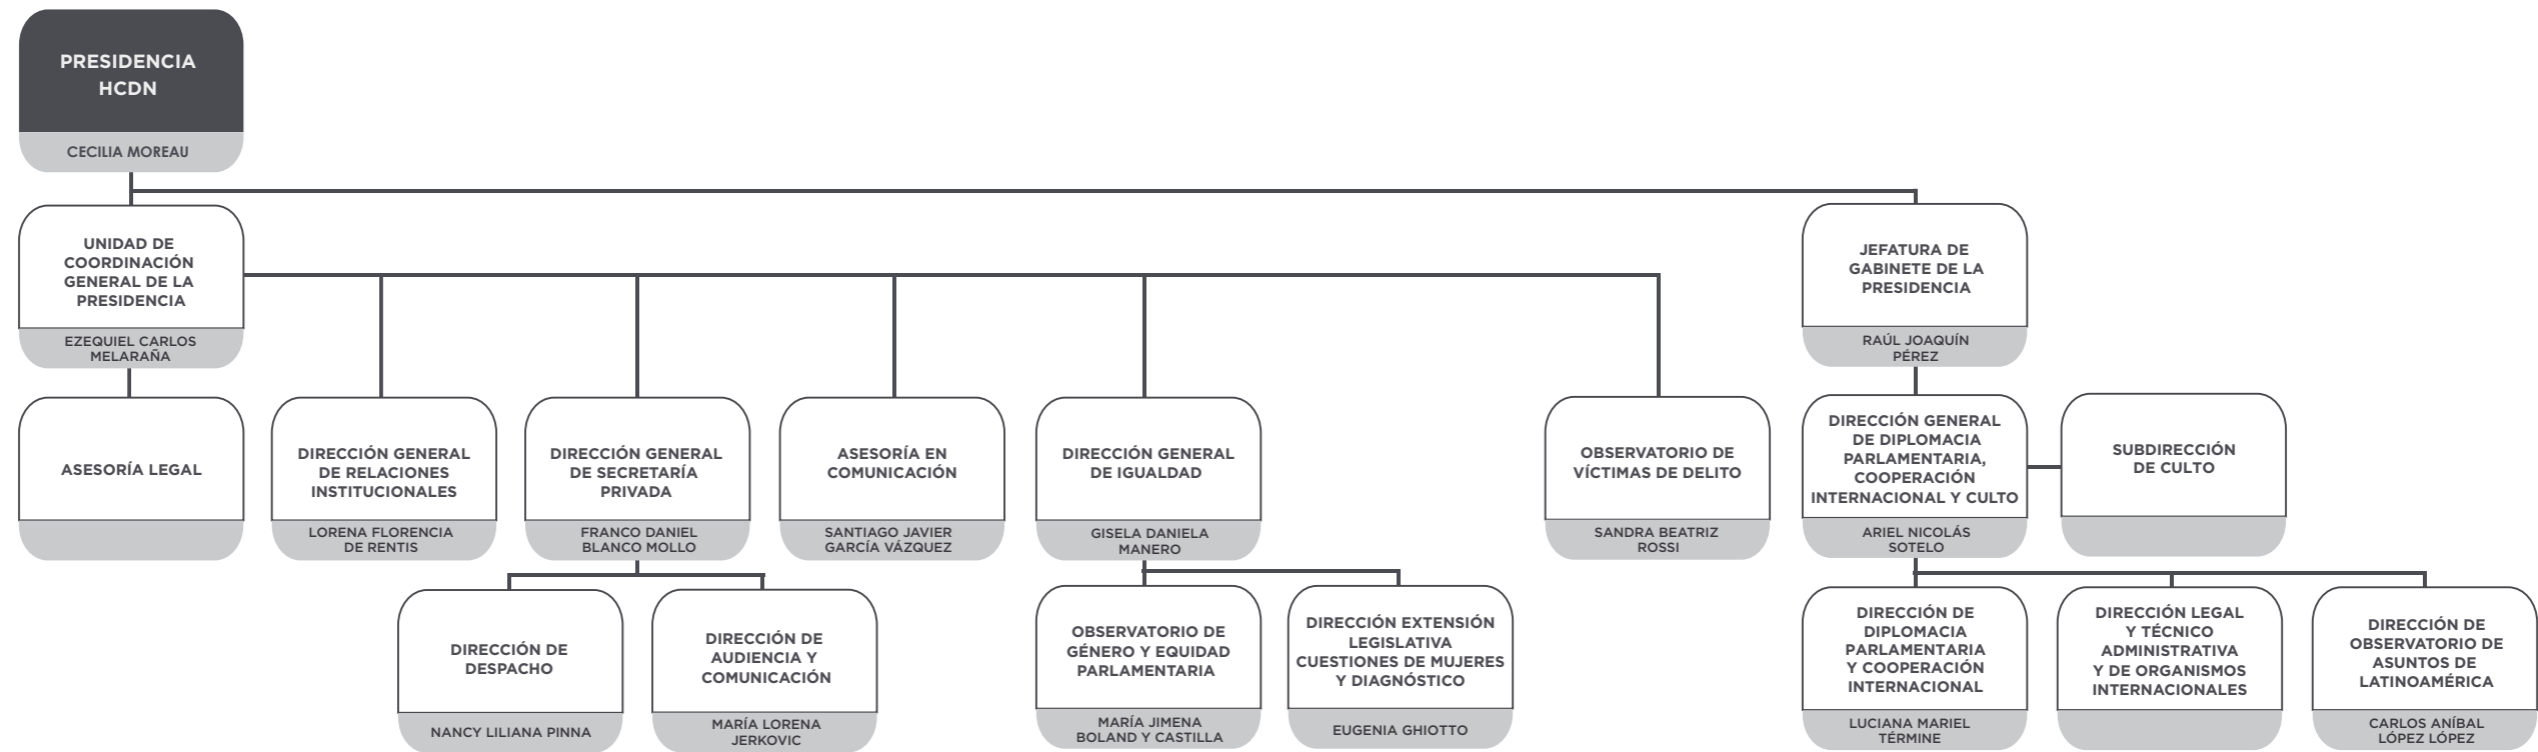 PRESIDENCIA
HCDN
CECILIA MOREAU
UNIDAD DE
COORDINACIÓN
GENERAL DE LA
PRESIDENCIA
EZEQUIEL CARLOS
MELARAÑA
JEFATURA DE
GABINETE DE LA
PRESIDENCIA
RAÚL JOAQUÍN
PÉREZ
ASESORÍA LEGAL
DIRECCIÓN GENERAL
DE RELACIONES
INSTITUCIONALES
LORENA FLORENCIA
DE RENTIS
DIRECCIÓN GENERAL
DE SECRETARÍA
PRIVADA
FRANCO DANIEL
BLANCO MOLLO
ASESORÍA EN
COMUNICACIÓN
SANTIAGO JAVIER
GARCÍA VÁZQUEZ
DIRECCIÓN GENERAL
DE IGUALDAD
GISELA DANIELA
MANERO
OBSERVATORIO DE
VÍCTIMAS DE DELITO
SANDRA BEATRIZ
ROSSI
DIRECCIÓN GENERAL
DE DIPLOMACIA
PARLAMENTARIA,
COOPERACIÓN
INTERNACIONAL Y CULTO
ARIEL NICOLÁS
SOTELO
SUBDIRECCIÓN
DE CULTO
DIRECCIÓN DE
DESPACHO
NANCY LILIANA PINNA
DIRECCIÓN DE
AUDIENCIA Y
COMUNICACIÓN
MARÍA LORENA
JERKOVIC
OBSERVATORIO DE
GÉNERO Y EQUIDAD
PARLAMENTARIA
MARÍA JIMENA
BOLAND Y CASTILLA
DIRECCIÓN EXTENSIÓN
LEGISLATIVA
CUESTIONES DE MUJERES
Y DIAGNÓSTICO
EUGENIA GHIOTTO
DIRECCIÓN DE
DIPLOMACIA
PARLAMENTARIA
Y COOPERACIÓN
INTERNACIONAL
LUCIANA MARIEL
TÉRMINE
DIRECCIÓN LEGAL
Y TÉCNICO
ADMINISTRATIVA
Y DE ORGANISMOS
INTERNACIONALES
DIRECCIÓN DE
OBSERVATORIO DE
ASUNTOS DE
LATINOAMÉRICA
CARLOS ANÍBAL
LÓPEZ LÓPEZ